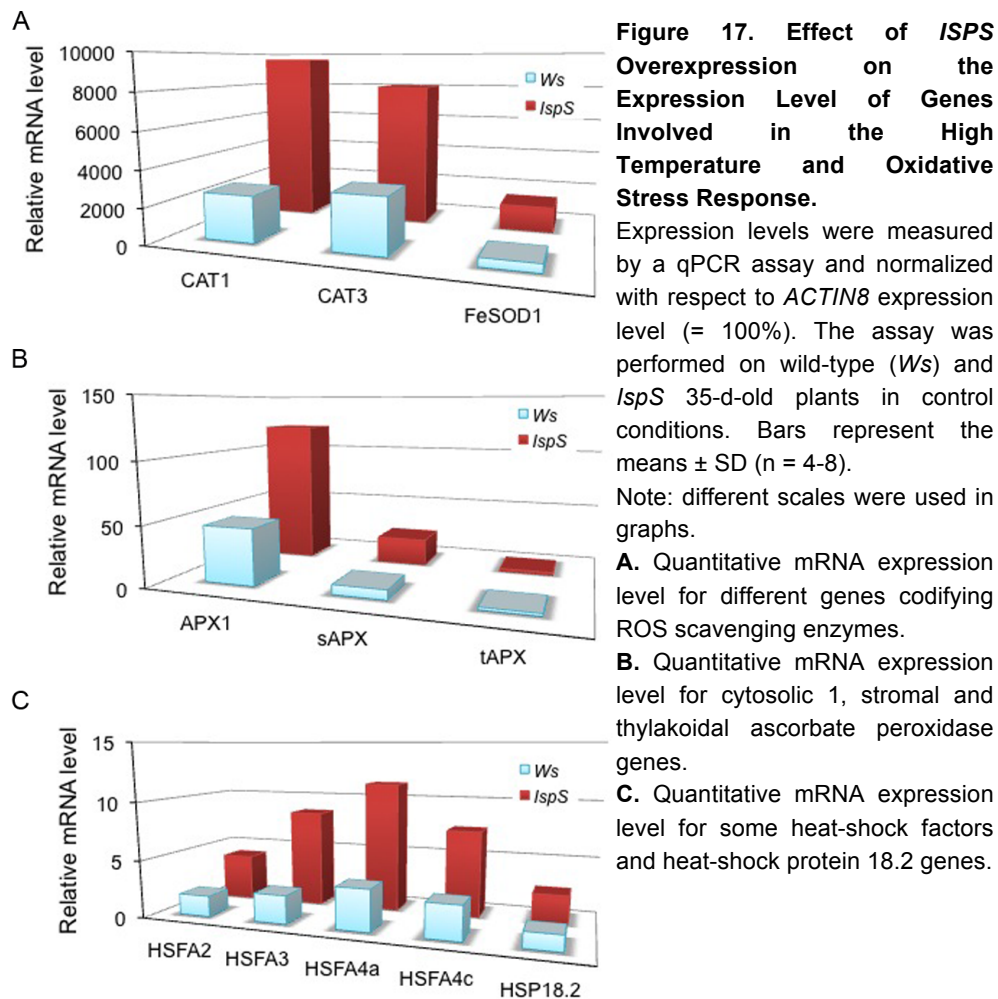 A
10000
8000
6000
4000
2000
0
Relative mRNA level
Ws
IspS
CAT1
CAT3
FeSOD1
B
150
100
50
0
Relative mRNA level
Ws
IspS
APX1
sAPX
tAPX
C
15
10
5
0
Relative mRNA level
Ws
IspS
HSFA2
HSFA3
HSFA4a
HSFA4c
HSP18.2
Figure 17. Effect of ISPS
Overexpression on the
Expression Level of Genes
Involved in the High
Temperature and Oxidative
Stress Response.
Expression levels were measured
by a qPCR assay and normalized
with respect to ACTIN8 expression
level (= 100%). The assay was
performed on wild-type (Ws) and
IspS 35-d-old plants in control
conditions. Bars represent the
means ± SD (n = 4-8).
Note: different scales were used in
graphs.
A. Quantitative mRNA expression
level for different genes codifying
ROS scavenging enzymes.
B. Quantitative mRNA expression
level for cytosolic 1, stromal and
thylakoidal ascorbate peroxidase
genes.
C. Quantitative mRNA expression
level for some heat-shock factors
and heat-shock protein 18.2 genes.